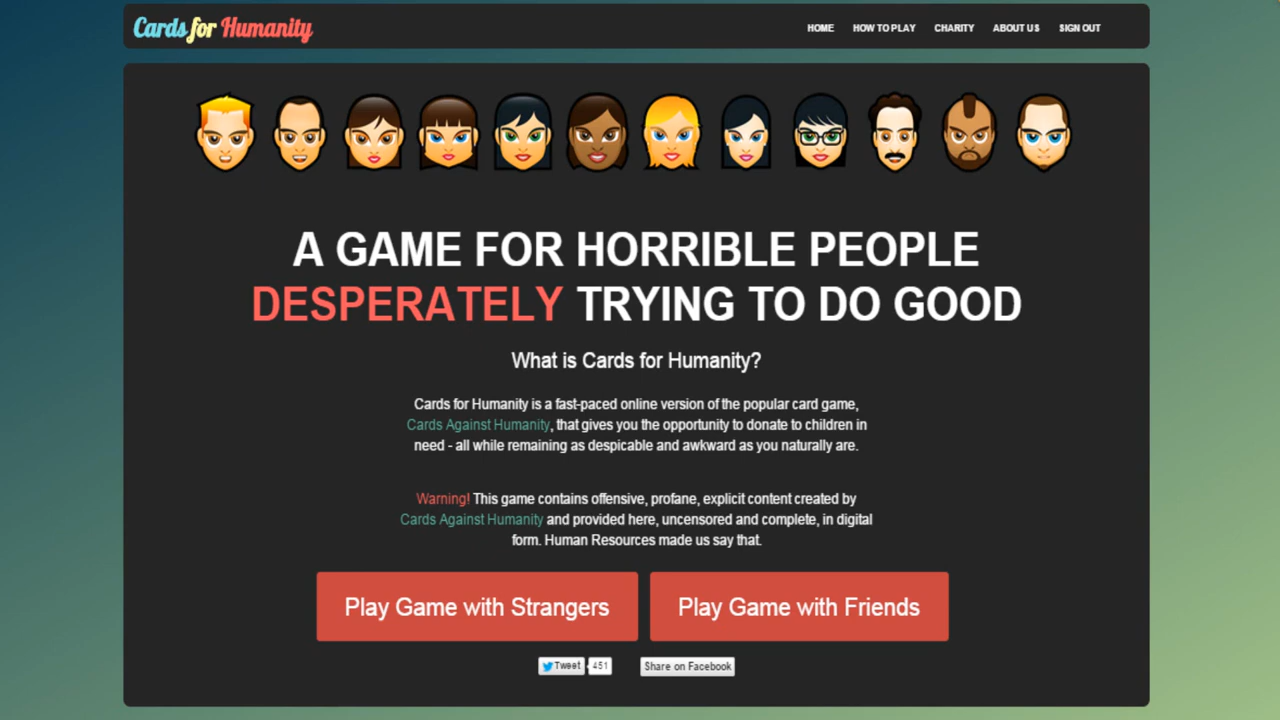 Cards for Humanity
HOME HOW TO PLAY CHARITY ABOUT US SIGN OUT
A GAME FOR HORRIBLE PEOPLE
DESPERATELY TRYING TO DO GOOD
What is Cards for Humanity?
Cards for Humanity is a fast-paced online version of the popular card game,
Cards Against Humanity, that gives you the opportunity to donate to children in
need - all while remaining as despicable and awkward as you naturally are.
Warning! This game contains offensive, profane, explicit content created by
Cards Against Humanity and provided here, uncensored and complete, in digital
form. Human Resources made us say that.
Play Game with Strangers Play Game with Friends
Tweet 451 Share on Facebook